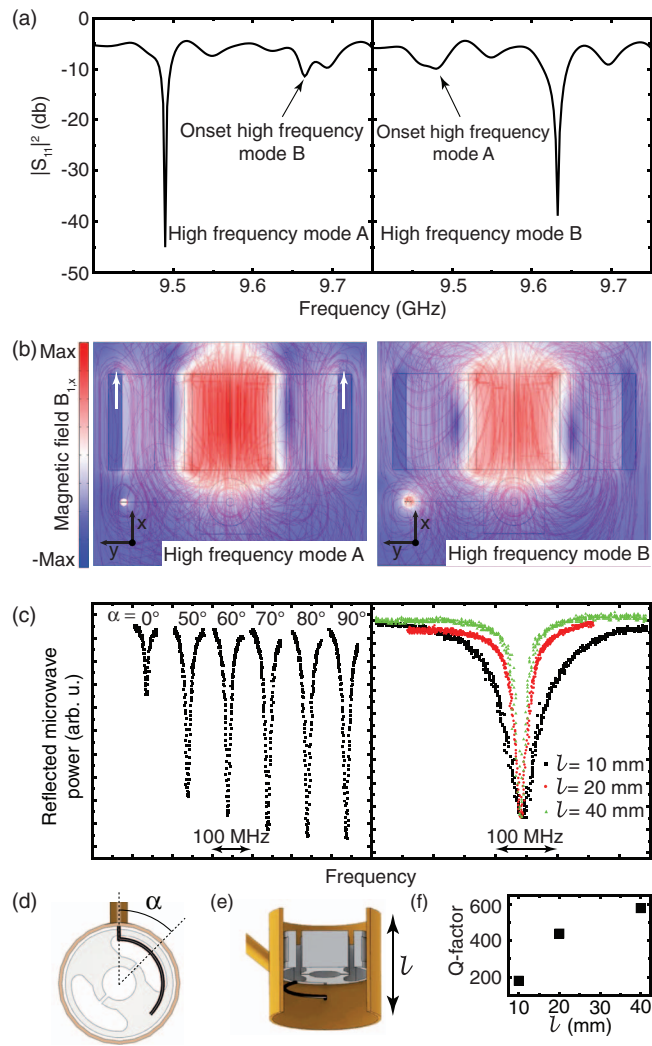 (a)
0
-10
-20
-30
-40
-50
|S₁₁|² (db)
Onset high frequency
mode B
High frequency mode A
Onset high frequency
mode A
High frequency mode B
9.5 9.6 9.7 9.5 9.6 9.7
Frequency (GHz)
(b)
Max
-Max
Magnetic field B₁,ₓ
x
y
High frequency mode A
x
y
High frequency mode B
(c)
α = 0° 50° 60° 70° 80° 90°
Reflected microwave
power (arb. u.)
100 MHz
l = 10 mm
l = 20 mm
l = 40 mm
100 MHz
Frequency
(d)
α
(e)
l
(f)
Q-factor
600
400
200
10 20 30 40
l (mm)